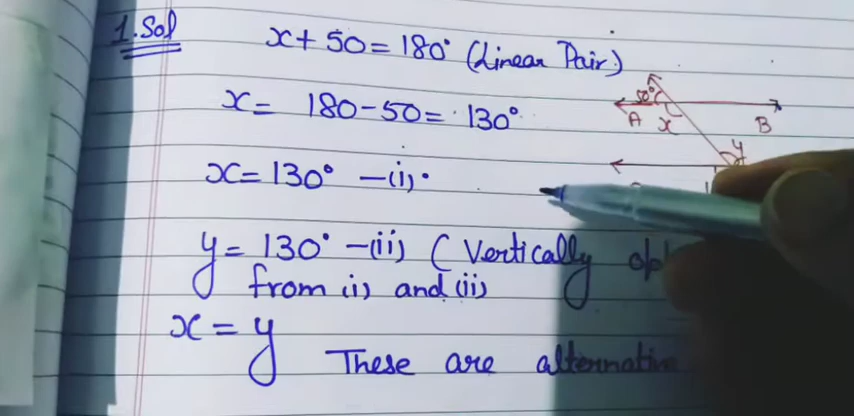 1. Sol
x + 50 = 180° (Linear Pair)
x = 180 - 50 = 130°
x = 130° - (i).
y = 130° - (ii) ( Vertically
from (i) and (ii)
x = y
These are alternative
50°
A x B
y